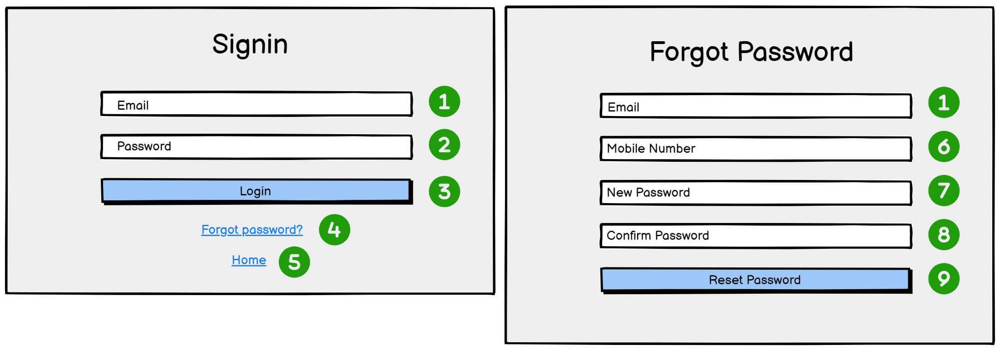 Signin
Email 1
Password 2
Login 3
Forgot password? 4
Home 5
Forgot Password
Email 1
Mobile Number 6
New Password 7
Confirm Password 8
Reset Password 9